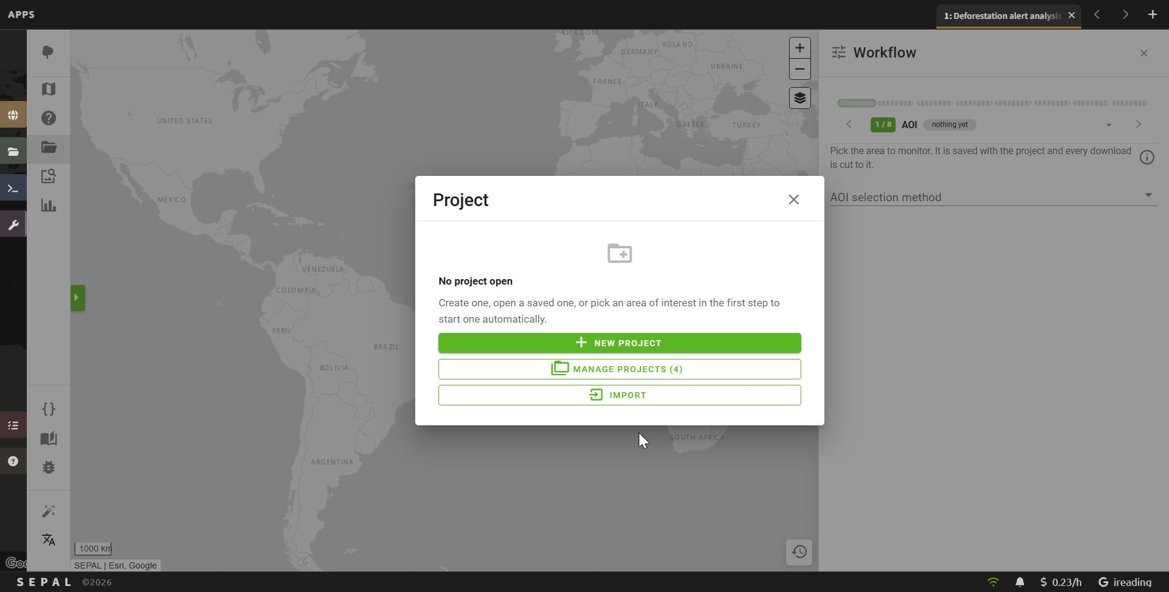 APPS
1: Deforestation alert analysis
Workflow
1 / 8 AOI nothing yet
Pick the area to monitor. It is saved with the project and every download
is cut to it.
AOI selection method
Project
No project open
Create one, open a saved one, or pick an area of interest in the first step to
start one automatically.
NEW PROJECT
MANAGE PROJECTS (4)
IMPORT
KINGDOM
POLAND
GERMANY
UKRAINE
FRANCE
ITALY
GREECE
TURKEY
UNITED STATES
MEXICO
VENEZUELA
COLOMBIA
PERU
BRAZIL
BOLIVIA
ARGENTINA
SOUTH AFRICA
1000 km
SEPAL | Esri, Google
SEPAL ©2026
$ 0.23/h
ireading